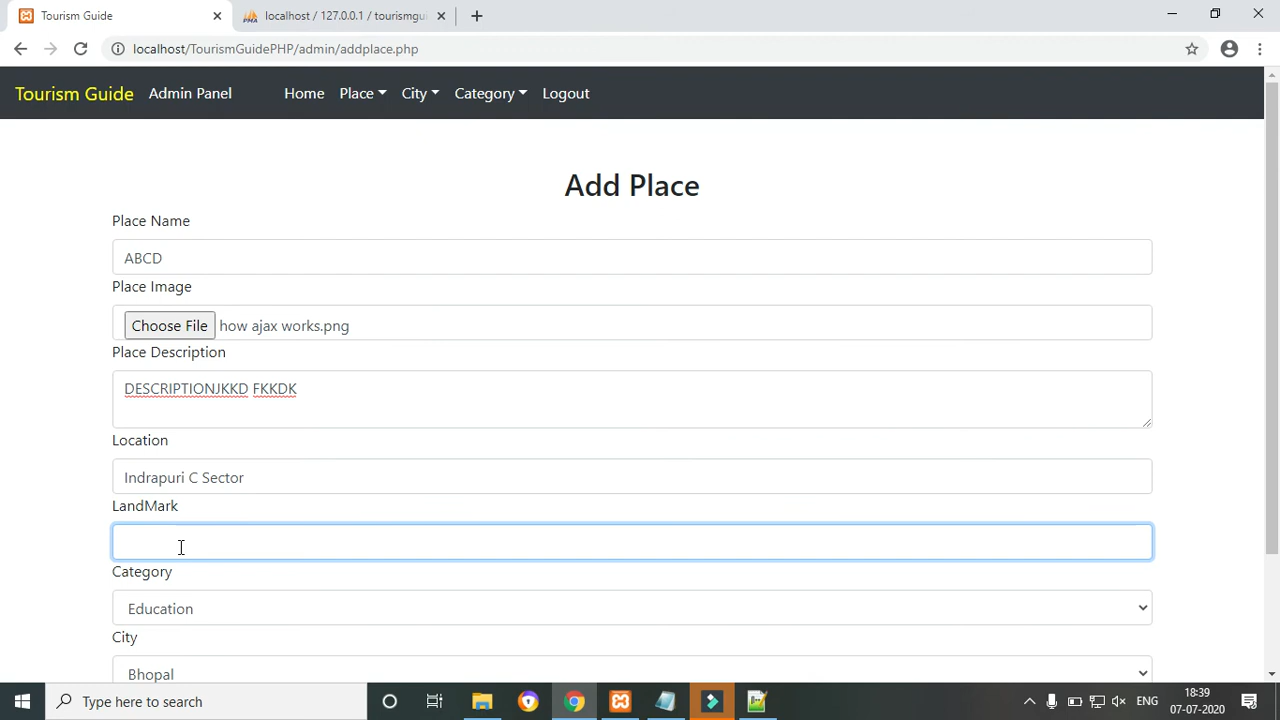 Tourism Guide
localhost / 127.0.0.1 / tourismgu
localhost/TourismGuidePHP/admin/addplace.php
Tourism Guide Admin Panel Home Place City Category Logout
Add Place
Place Name
ABCD
Place Image
Choose File how ajax works.png
Place Description
DESCRIPTIONJKKD FKKDK
Location
Indrapuri C Sector
LandMark
Category
Education
City
Bhopal
Type here to search
ENG
18:39
07-07-2020